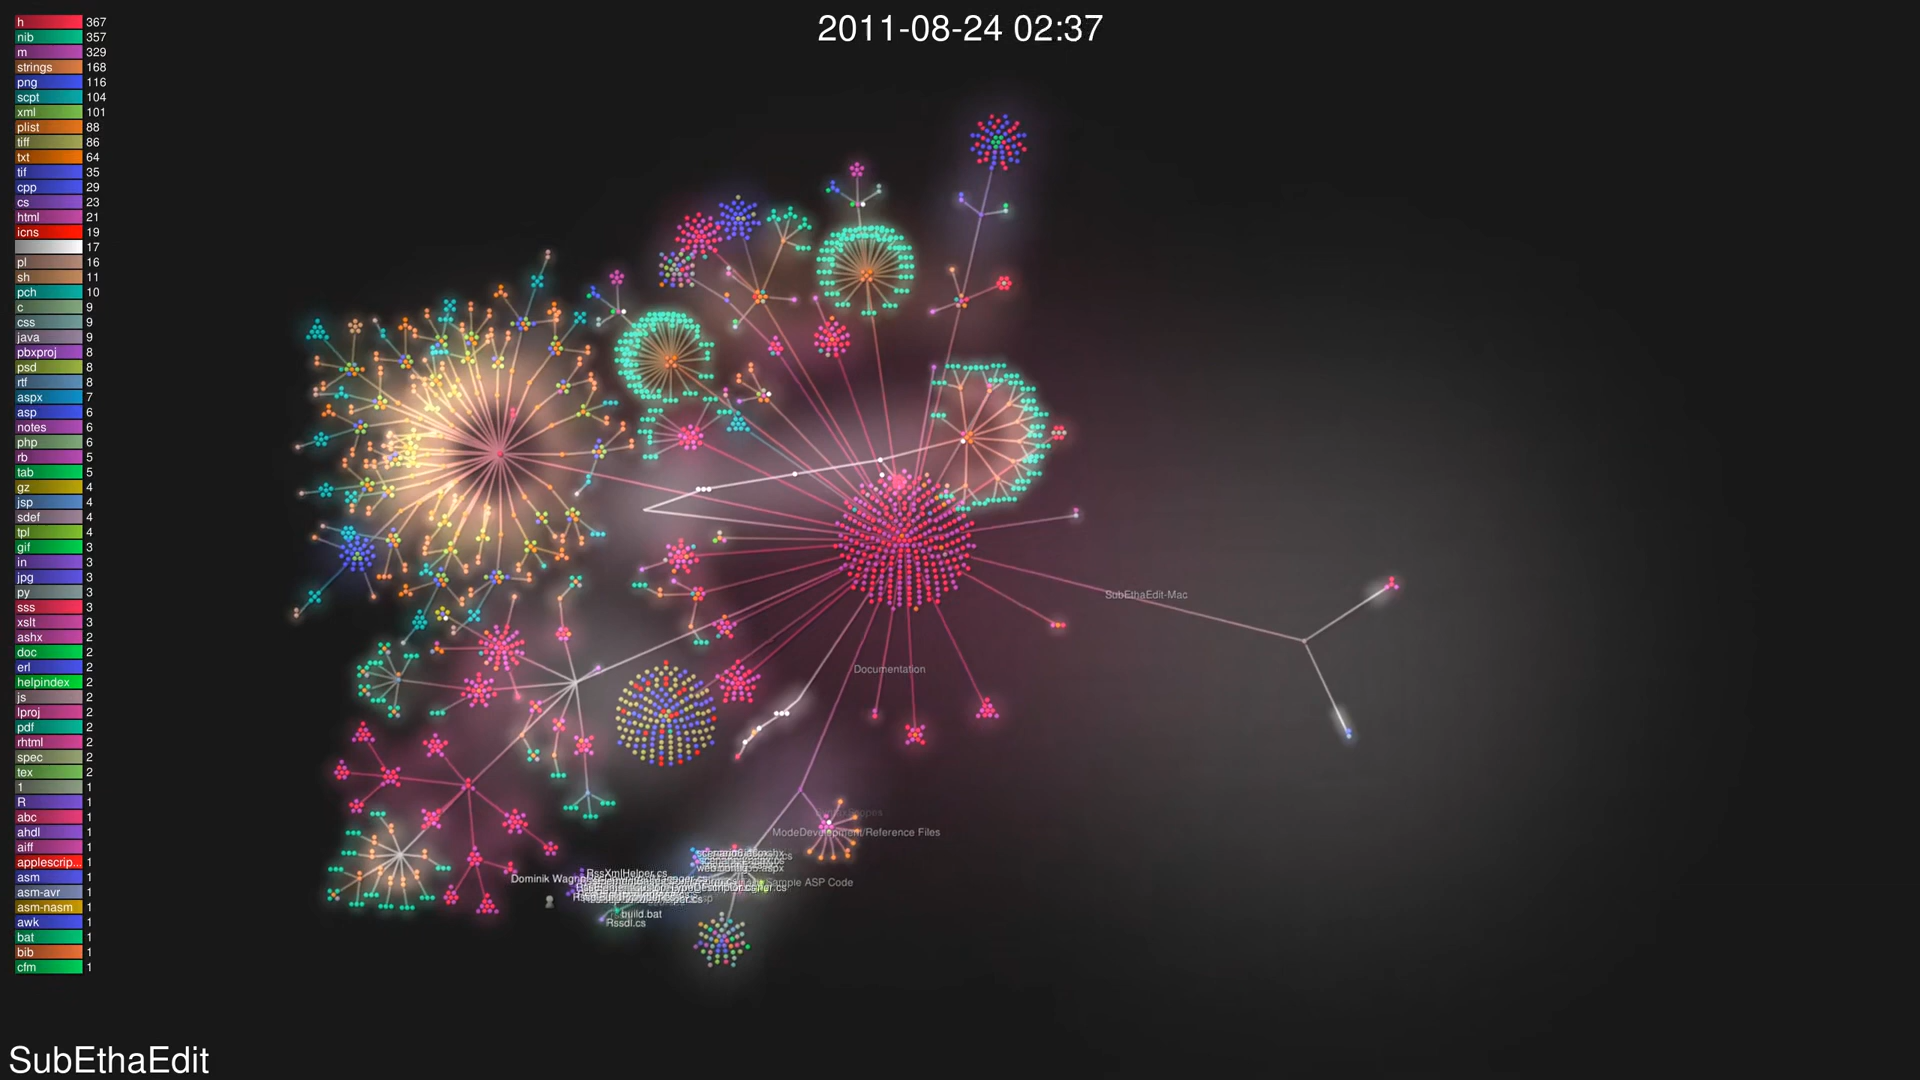 2011-08-24 02:37
h 367
nib 357
m 329
strings 168
png 116
scpt 104
xml 101
plist 88
tiff 86
txt 64
tif 35
cpp 29
cs 23
html 21
icns 19
17
pl 16
sh 11
pch 10
c 9
css 9
java 9
pbxproj 8
psd 8
rtf 8
aspx 7
asp 6
notes 6
php 6
rb 5
tab 5
gz 4
jsp 4
sdef 4
tpl 4
gif 3
in 3
jpg 3
py 3
sss 3
xslt 3
ashx 2
doc 2
erl 2
helpindex 2
js 2
lproj 2
pdf 2
rhtml 2
spec 2
tex 2
1 1
R 1
abc 1
ahdl 1
aiff 1
applescrip... 1
asm 1
asm-avr 1
asm-nasm 1
awk 1
bat 1
bib 1
cfm 1
SubEthaEdit-Mac
Documentation
ModeDevelopment/Reference Files
RssXmlHelper.cs
Dominik
Sample ASP Code
build.bat
Rssdl.cs
SubEthaEdit